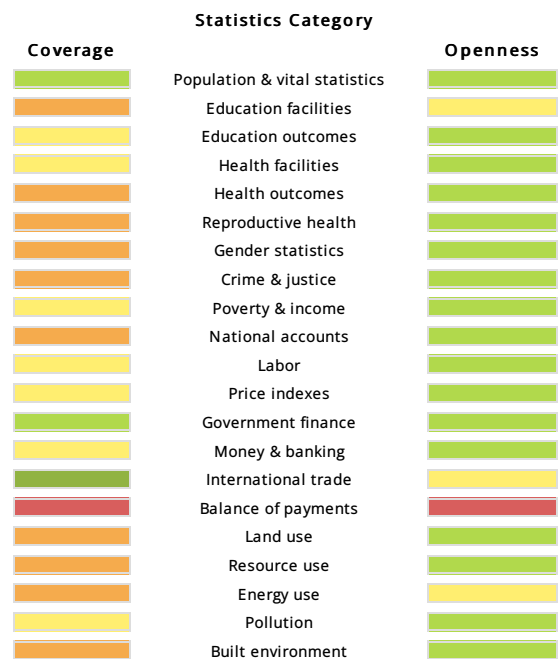 Statistics Category
Coverage Openness
Population & vital statistics
Education facilities
Education outcomes
Health facilities
Health outcomes
Reproductive health
Gender statistics
Crime & justice
Poverty & income
National accounts
Labor
Price indexes
Government finance
Money & banking
International trade
Balance of payments
Land use
Resource use
Energy use
Pollution
Built environment